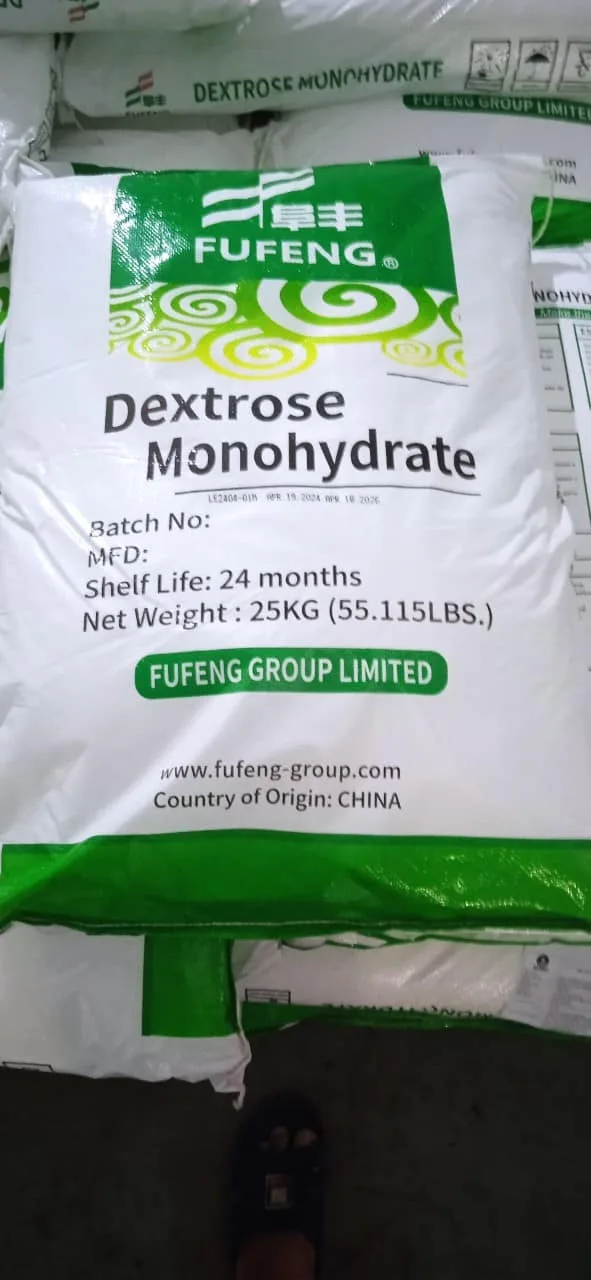 DEXTROSE MONOHYDRATE
FUFENG GROUP LIMITED
阜丰
FUFENG®
Dextrose
Monohydrate
LE2404-01M APR 19 2024 APR 18 2026
Batch No:
MFD:
Shelf Life: 24 months
Net Weight : 25KG (55.115LBS.)
FUFENG GROUP LIMITED
www.fufeng-group.com
Country of Origin: CHINA